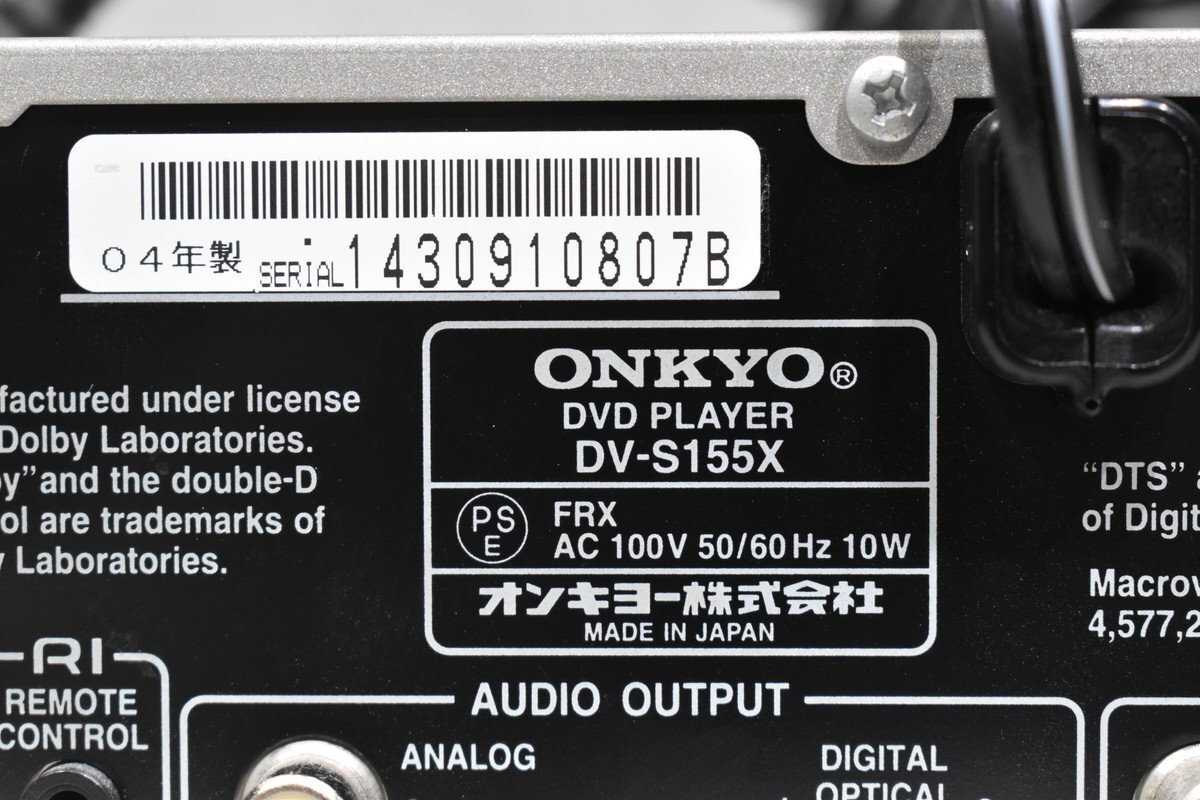 04年製 SERiAL1430910807B
ONKYO®
DVD PLAYER
DV-S155X
PS
E
FRX
AC 100V 50/60Hz 10W
オンキヨー株式会社
MADE IN JAPAN
factured under license
Dolby Laboratories.
y" and the double-D
ol are trademarks of
y Laboratories.
"DTS" a
of Digit
Macrov
4,577,2
RI
REMOTE
CONTROL
AUDIO OUTPUT
ANALOG
DIGITAL
OPTICAL